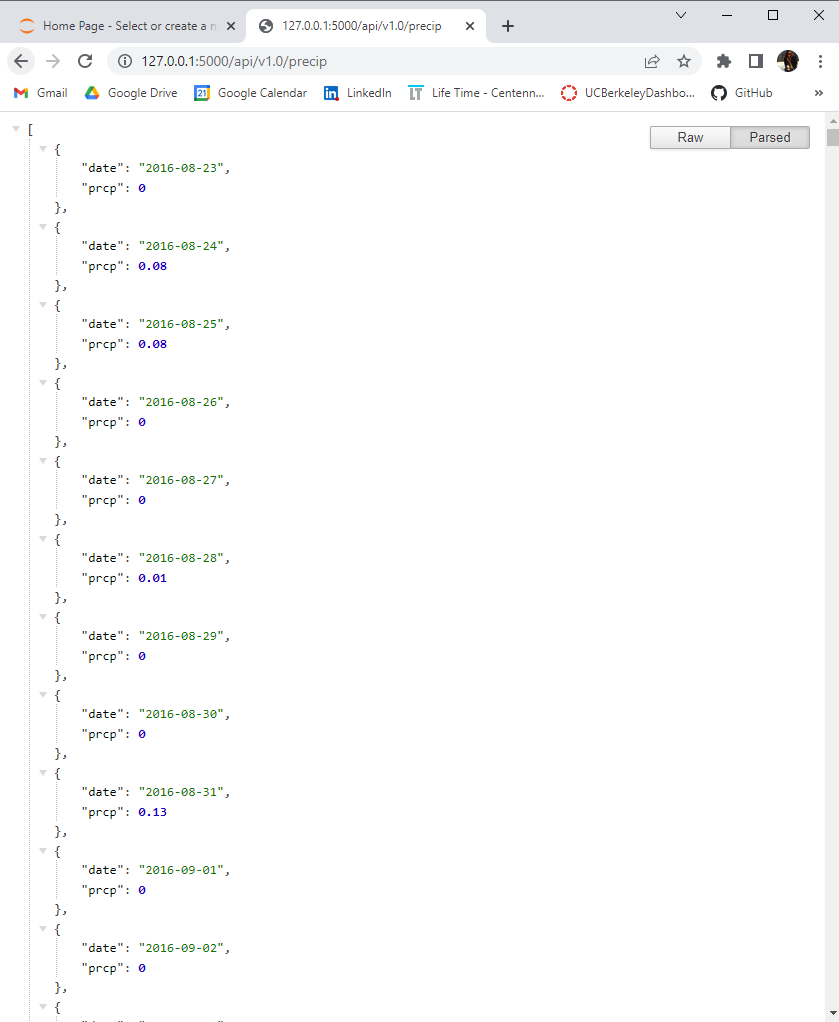 Home Page - Select or create a n
127.0.0.1:5000/api/v1.0/precip
127.0.0.1:5000/api/v1.0/precip
Gmail Google Drive 21 Google Calendar LinkedIn LT Life Time - Centenn... UCBerkeleyDashbo... GitHub »
Raw Parsed
[
{
"date": "2016-08-23",
"prcp": 0
},
{
"date": "2016-08-24",
"prcp": 0.08
},
{
"date": "2016-08-25",
"prcp": 0.08
},
{
"date": "2016-08-26",
"prcp": 0
},
{
"date": "2016-08-27",
"prcp": 0
},
{
"date": "2016-08-28",
"prcp": 0.01
},
{
"date": "2016-08-29",
"prcp": 0
},
{
"date": "2016-08-30",
"prcp": 0
},
{
"date": "2016-08-31",
"prcp": 0.13
},
{
"date": "2016-09-01",
"prcp": 0
},
{
"date": "2016-09-02",
"prcp": 0
},
{